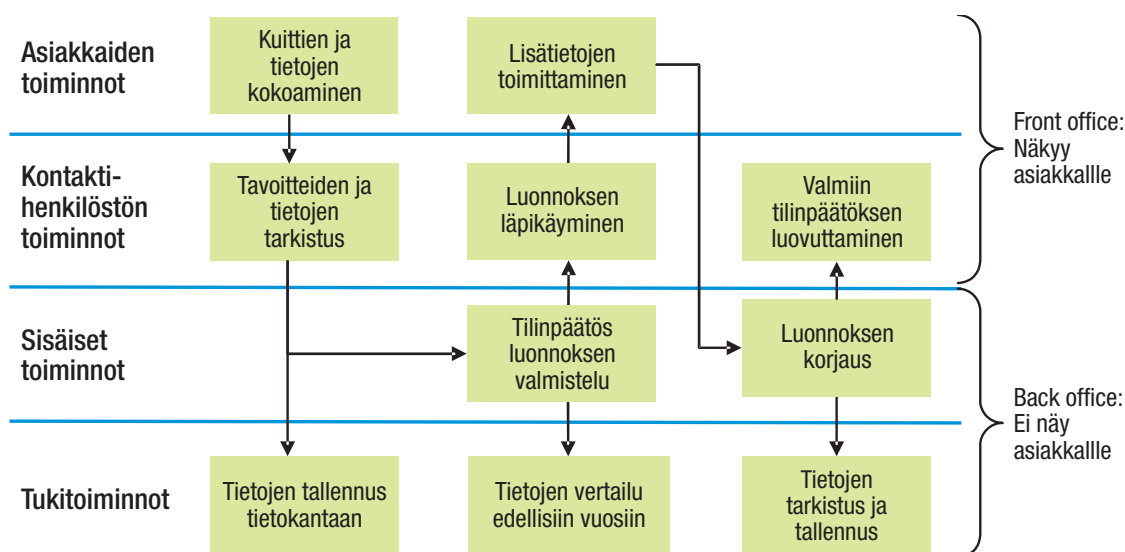 Asiakkaiden
toiminnot
Kuittien ja
tietojen
kokoaminen
Lisätietojen
toimittaminen
Kontakti-
henkilöstön
toiminnot
Tavoitteiden ja
tietojen
tarkistus
Luonnoksen
läpikäyminen
Valmiin
tilinpäätöksen
luovuttaminen
Front office:
Näkyy
asiakkallle
Sisäiset
toiminnot
Tilinpäätös
luonnoksen
valmistelu
Luonnoksen
korjaus
Back office:
Ei näy
asiakkallle
Tukitoiminnot
Tietojen tallennus
tietokantaan
Tietojen vertailu
edellisiin vuosiin
Tietojen
tarkistus ja
tallennus